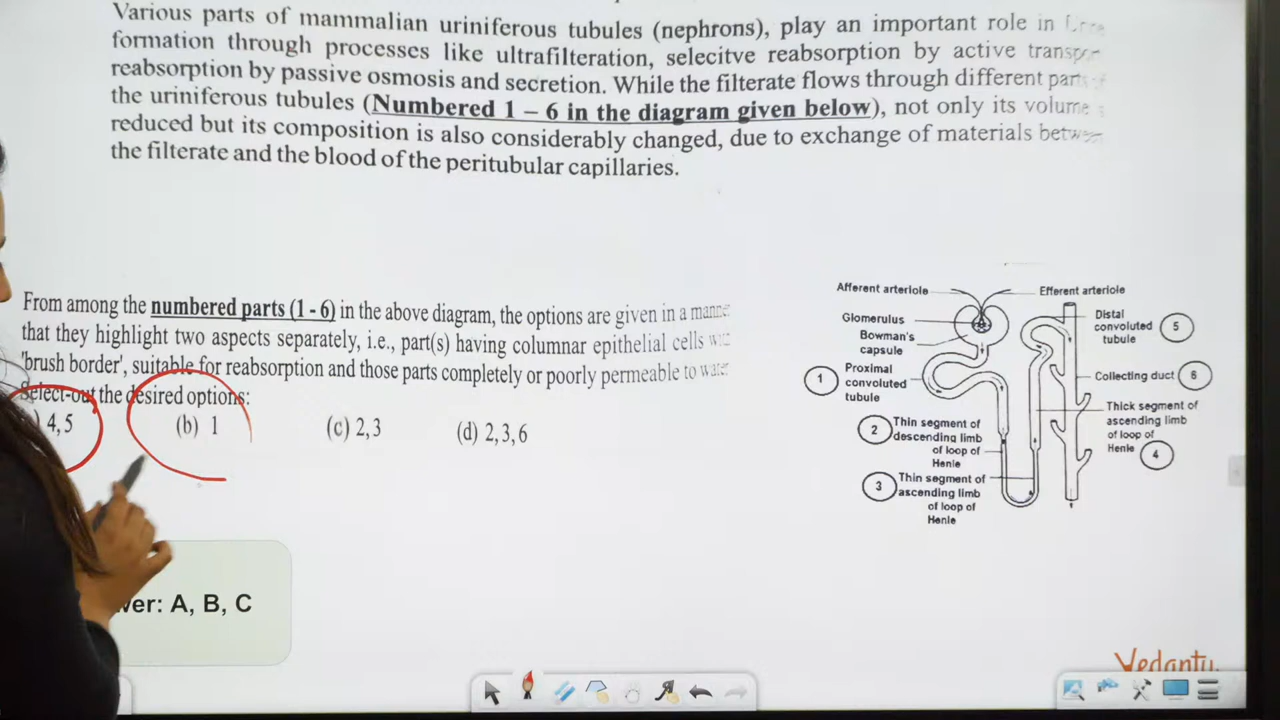 Various parts of mammalian uriniferous tubules (nephrons), play an important role in
formation through processes like ultrafilteration, selecitve reabsorption by active
reabsorption by passive osmosis and secretion. While the filterate flows through different
the uriniferous tubules (Numbered 1 – 6 in the diagram given below), not only its volume
reduced but its composition is also considerably changed, due to exchange of materials
the filterate and the blood of the peritubular capillaries.
From among the numbered parts (1 - 6) in the above diagram, the options are given in a
that they highlight two aspects separately, i.e., part(s) having columnar epithelial cells
'brush border', suitable for reabsorption and those parts completely or poorly permeable to water
Select-out the desired options:
) 4, 5
(b) 1
(c) 2,3
(d) 2,3,6
A, B, C
Afferent arteriole
Efferent arteriole
Glomerulus
Bowman's
capsule
Proximal
convoluted
tubule
1
Thin segment of
descending limb
of loop of
Henle
2
Thin segment of
ascending limb
of loop of
Henle
3
Distal
convoluted
tubule
5
Collecting duct
6
Thick segment of
ascending limb
of loop of
Henle
4
Vedantu